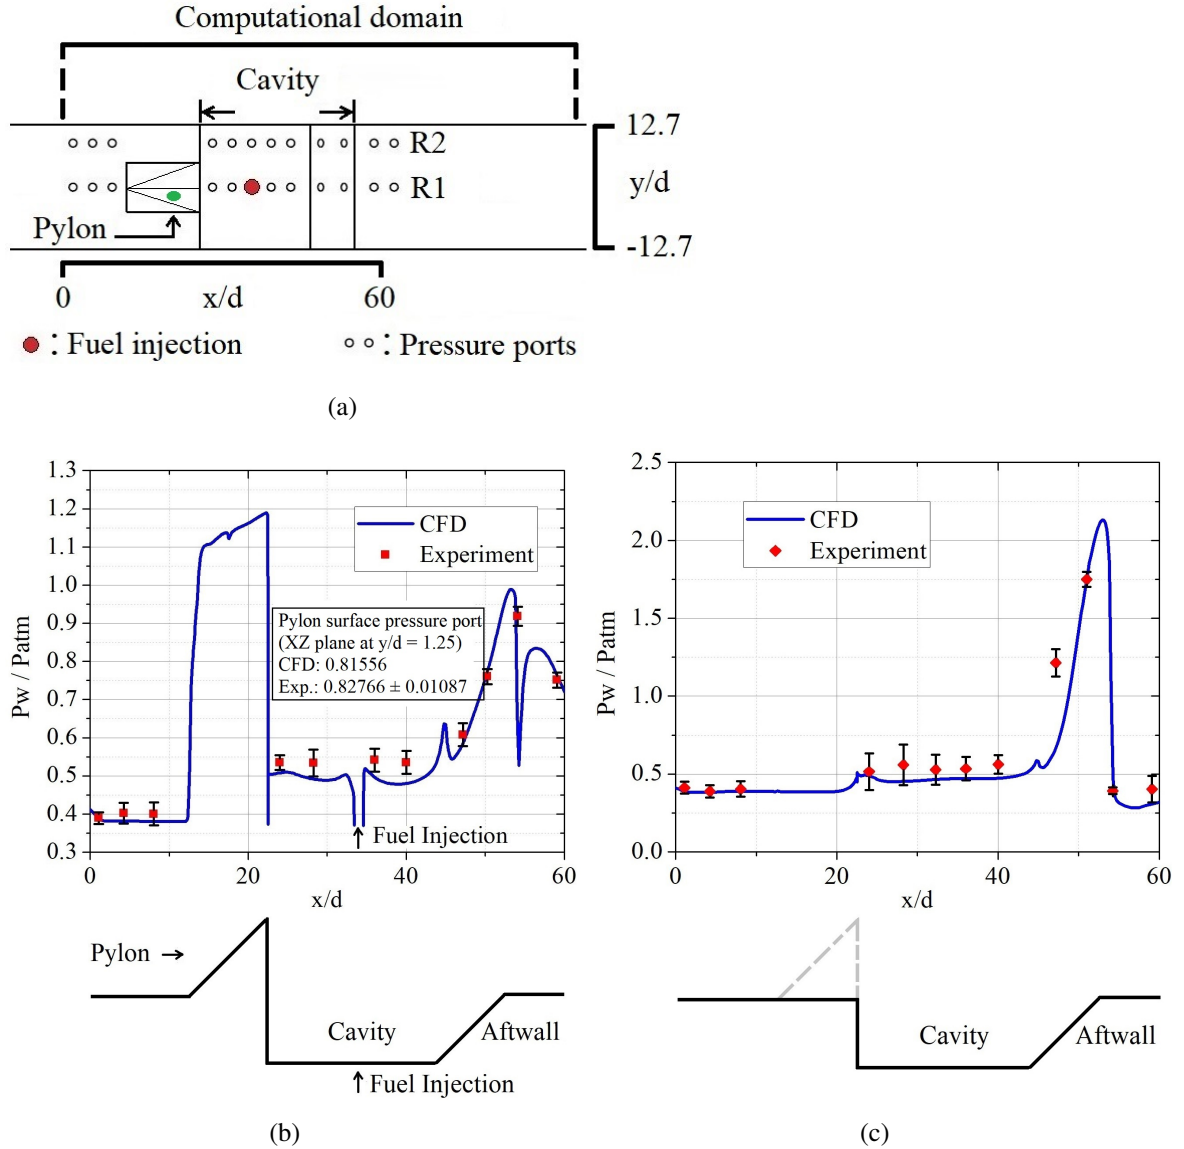 Computational domain
Cavity
R2
R1
Pylon
12.7
y/d
-12.7
0 x/d 60
: Fuel injection
: Pressure ports
(a)
1.3
1.2
1.1
1.0
0.9
0.8
0.7
0.6
0.5
0.4
0.3
Pw / Patm
CFD
Experiment
Pylon surface pressure port
(XZ plane at y/d = 1.25)
CFD: 0.81556
Exp.: 0.82766 ± 0.01087
Fuel Injection
0 20 40 60
x/d
Pylon →
Cavity
Aftwall
Fuel Injection
(b)
2.5
2.0
1.5
1.0
0.5
0.0
Pw / Patm
CFD
Experiment
0 20 40 60
x/d
Cavity
Aftwall
(c)